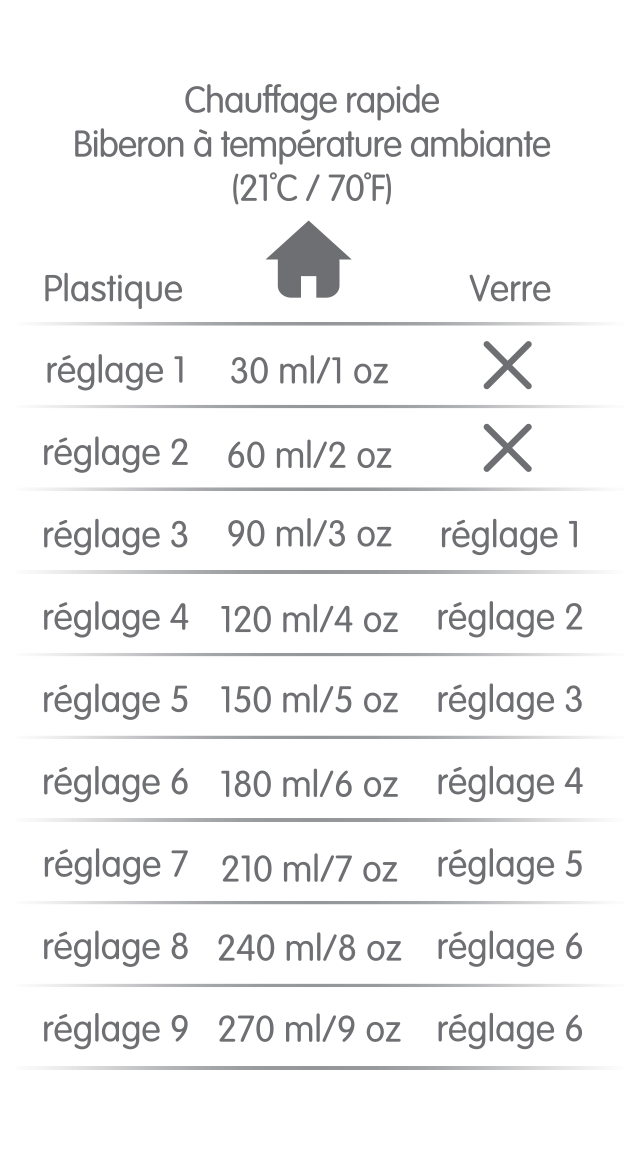 Chauffage rapide
Biberon à température ambiante
(21°C / 70°F)
Plastique Verre
réglage 1 30 ml/1 oz
réglage 2 60 ml/2 oz
réglage 3 90 ml/3 oz réglage 1
réglage 4 120 ml/4 oz réglage 2
réglage 5 150 ml/5 oz réglage 3
réglage 6 180 ml/6 oz réglage 4
réglage 7 210 ml/7 oz réglage 5
réglage 8 240 ml/8 oz réglage 6
réglage 9 270 ml/9 oz réglage 6